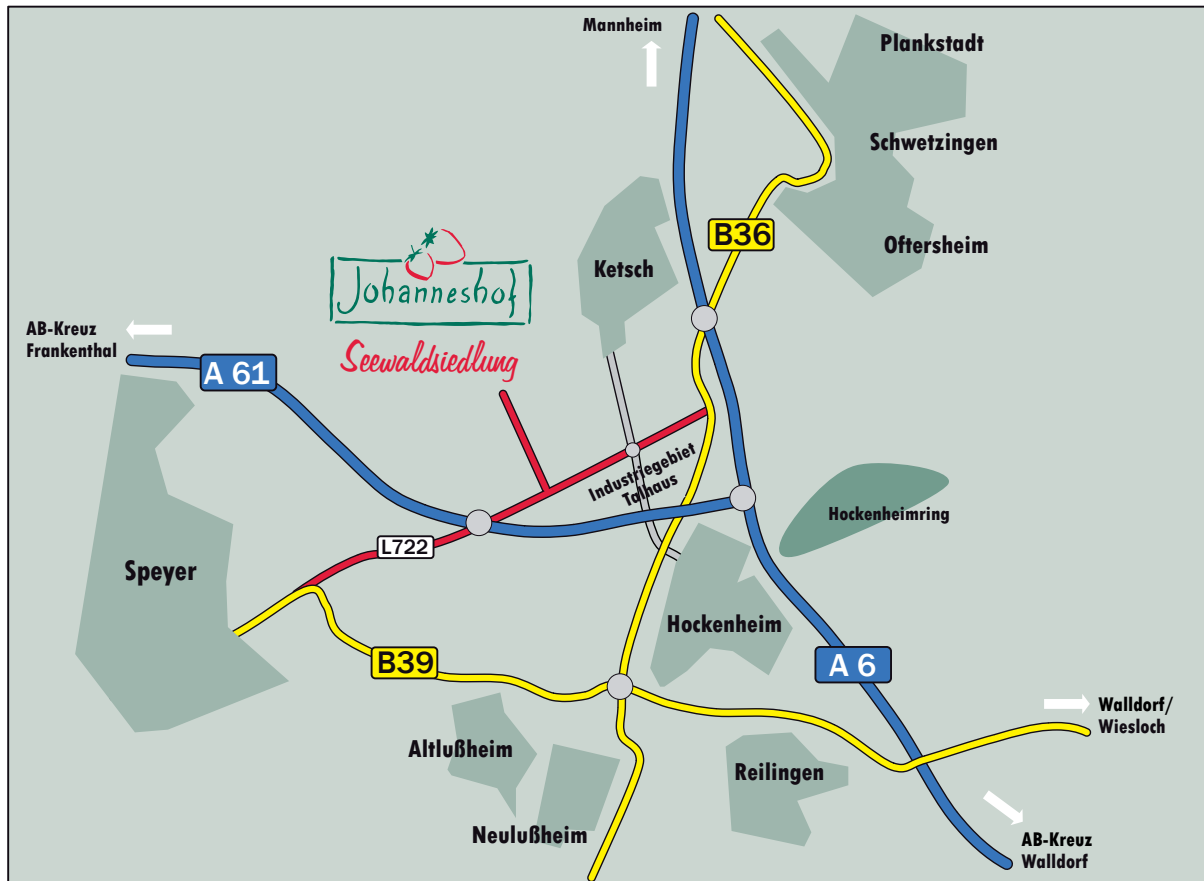 Mannheim
Plankstadt
Schwetzingen
B36
Oftersheim
Ketsch
Johanneshof
Seewaldsiedlung
AB-Kreuz
Frankenthal
A 61
Industriegebiet
Talhaus
Hockenheimring
L722
Speyer
Hockenheim
B39
A 6
Walldorf/
Wiesloch
Altlußheim
Reilingen
Neulußheim
AB-Kreuz
Walldorf